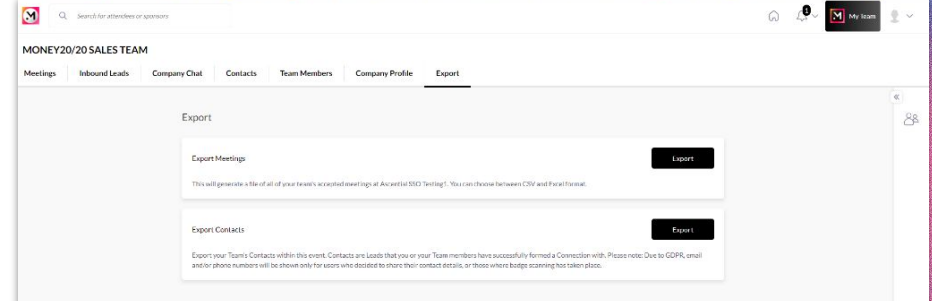 M
Search for attendees or sponsors
1
M My Team
MONEY20/20 SALES TEAM
Meetings Inbound Leads Company Chat Contacts Team Members Company Profile Export
Export
Export Meetings
Export
This will generate a file of all of your team's accepted meetings at Ascential SSO Testing1. You can choose between CSV and Excel format.
Export Contacts
Export
Export your Team's Contacts within this event. Contacts are Leads that you or your Team members have successfully formed a Connection with. Please note: Due to GDPR, email
and/or phone numbers will be shown only for users who decided to share their contact details, or those where badge scanning has taken place.